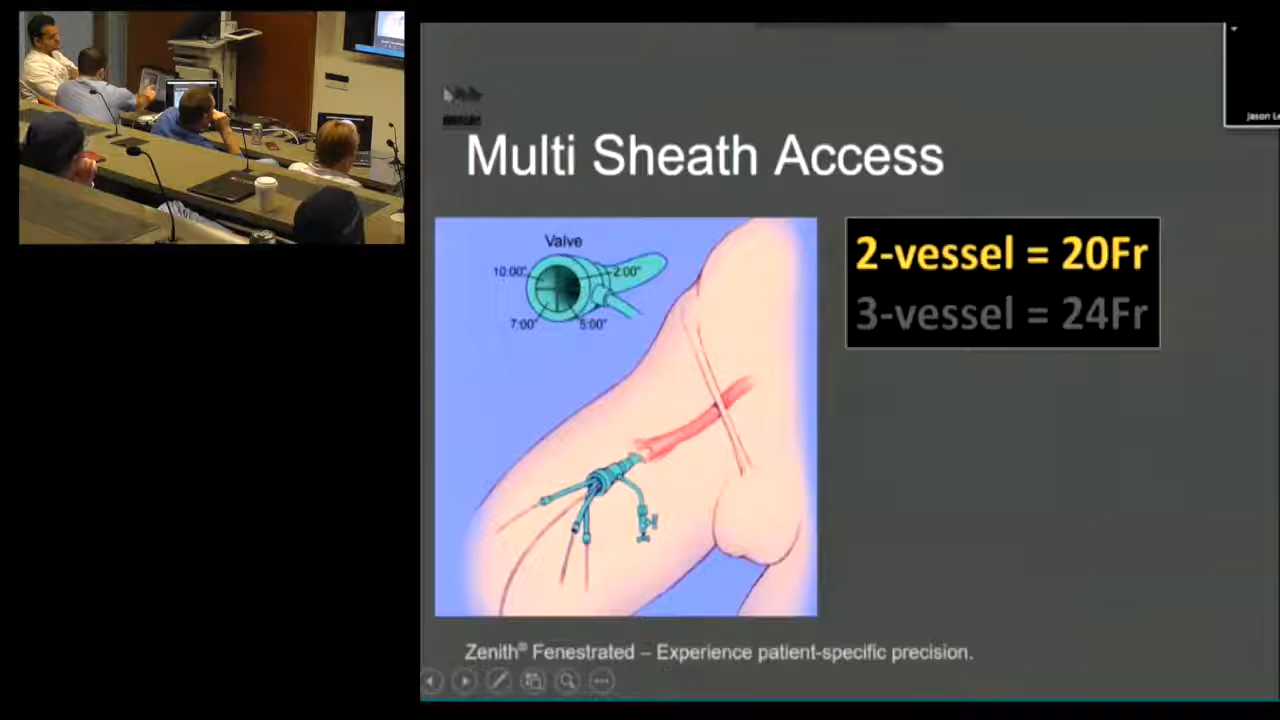 Multi Sheath Access
Valve
10:00"
2:00"
7:00"
5:00"
2-vessel = 20Fr
3-vessel = 24Fr
Zenith® Fenestrated – Experience patient-specific precision.
Jason